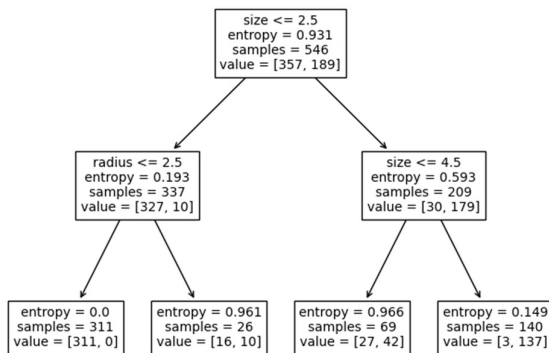 size <= 2.5
entropy = 0.931
samples = 546
value = [357, 189]
radius <= 2.5
entropy = 0.193
samples = 337
value = [327, 10]
size <= 4.5
entropy = 0.593
samples = 209
value = [30, 179]
entropy = 0.0
samples = 311
value = [311, 0]
entropy = 0.961
samples = 26
value = [16, 10]
entropy = 0.966
samples = 69
value = [27, 42]
entropy = 0.149
samples = 140
value = [3, 137]